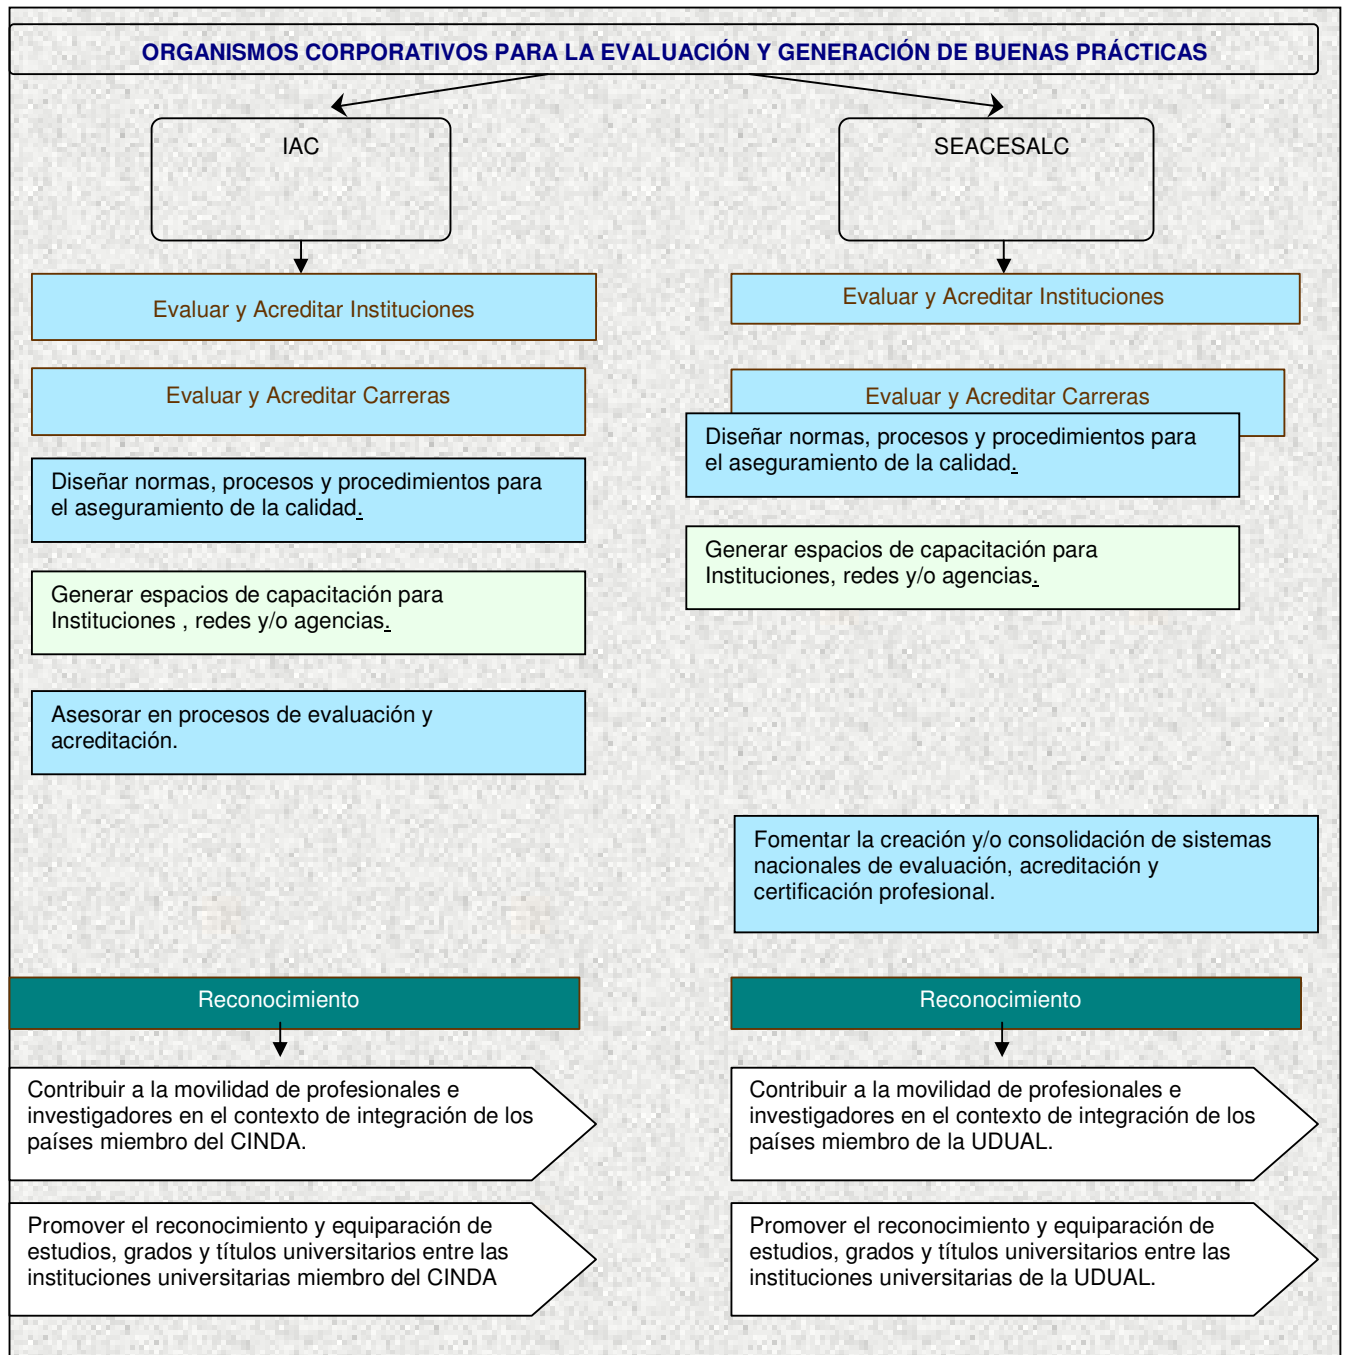 ORGANISMOS CORPORATIVOS PARA LA EVALUACIÓN Y GENERACIÓN DE BUENAS PRÁCTICAS
IAC
Evaluar y Acreditar Instituciones
Evaluar y Acreditar Carreras
Diseñar normas, procesos y procedimientos para
el aseguramiento de la calidad.
Generar espacios de capacitación para
Instituciones , redes y/o agencias.
Asesorar en procesos de evaluación y
acreditación.
Reconocimiento
Contribuir a la movilidad de profesionales e
investigadores en el contexto de integración de los
países miembro del CINDA.
Promover el reconocimiento y equiparación de
estudios, grados y títulos universitarios entre las
instituciones universitarias miembro del CINDA
SEACESALC
Evaluar y Acreditar Instituciones
Evaluar y Acreditar Carreras
Diseñar normas, procesos y procedimientos para
el aseguramiento de la calidad.
Generar espacios de capacitación para
Instituciones, redes y/o agencias.
Fomentar la creación y/o consolidación de sistemas
nacionales de evaluación, acreditación y
certificación profesional.
Reconocimiento
Contribuir a la movilidad de profesionales e
investigadores en el contexto de integración de los
países miembro de la UDUAL.
Promover el reconocimiento y equiparación de
estudios, grados y títulos universitarios entre las
instituciones universitarias de la UDUAL.